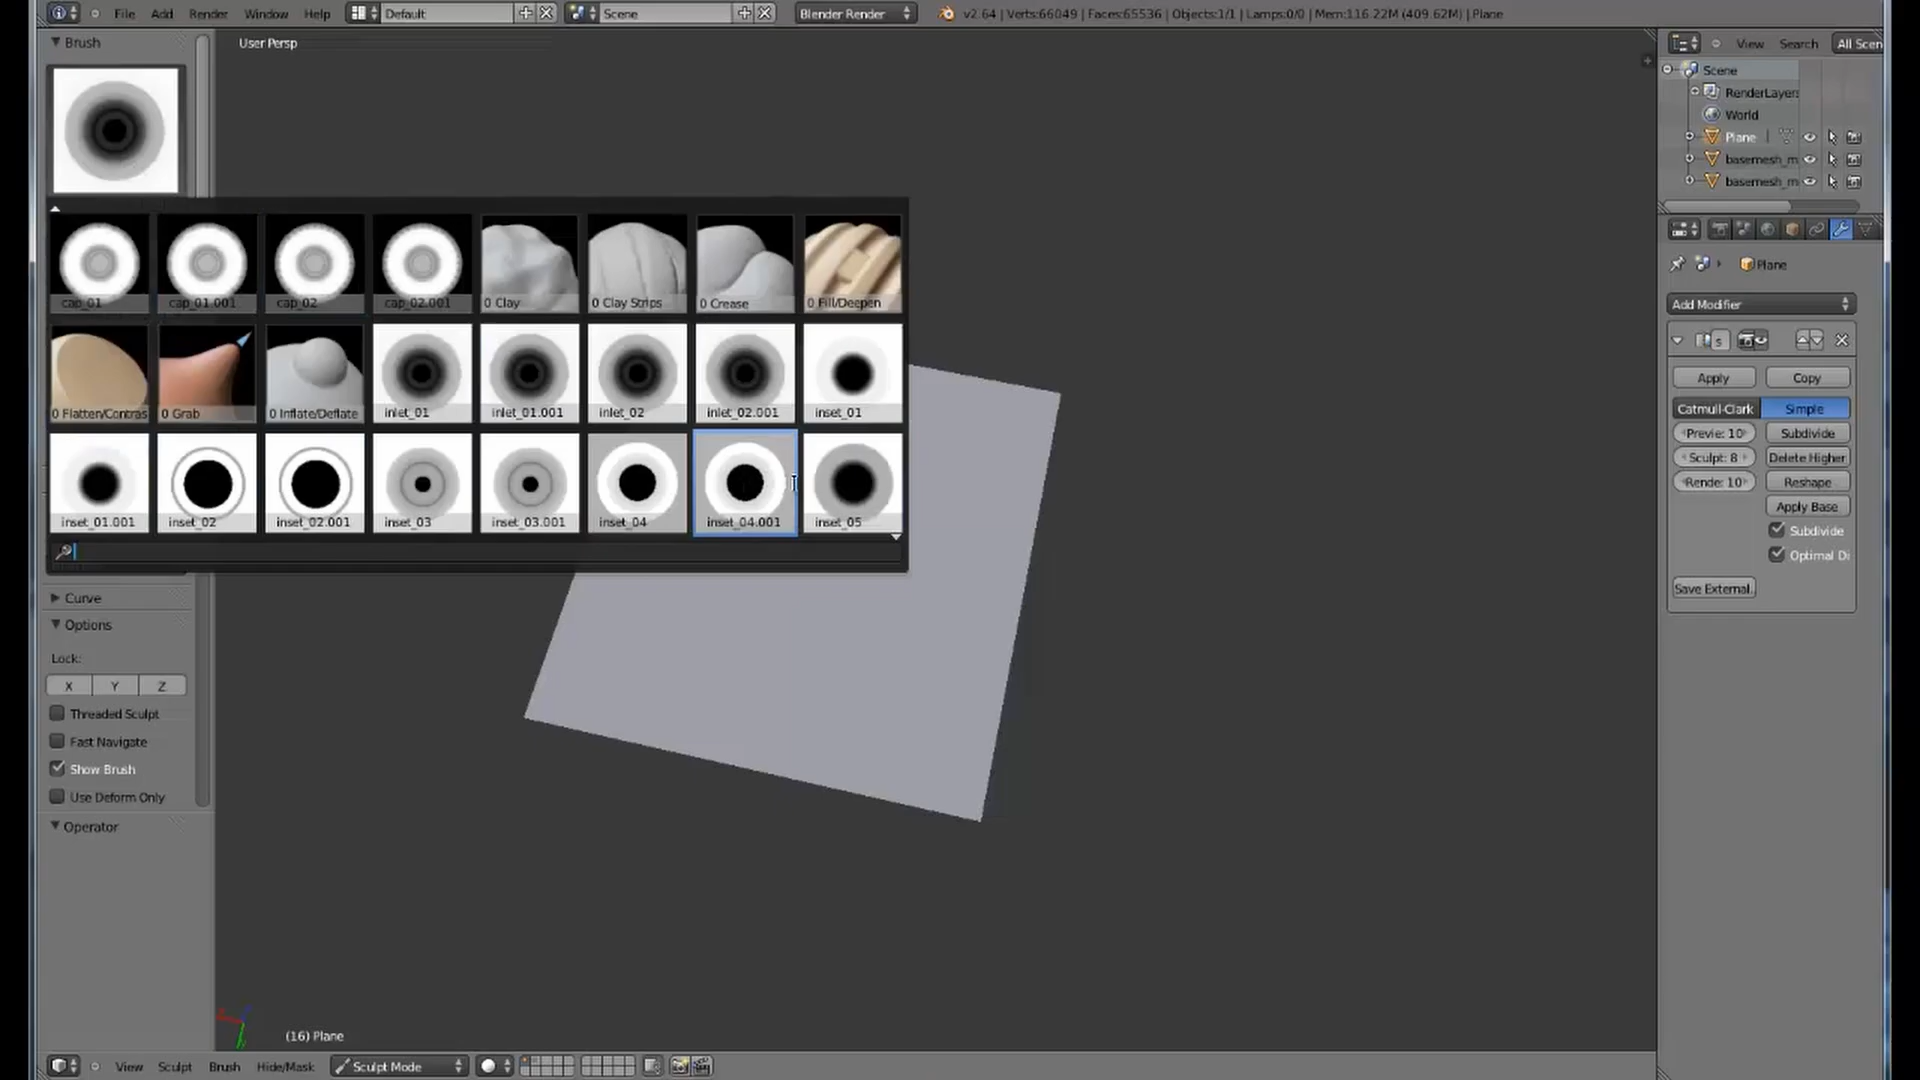 File Add Render Window Help Default Scene Blender Render v2.64 | Verts:66049 | Faces:65536 | Objects:1/1 | Lamps:0/0 | Mem:116.22M (409.62M) | Plane
Brush
User Persp
View Search All Scen
Scene
RenderLayers
World
Plane
basemesh_m
basemesh_m
Plane
Add Modifier
s
Apply Copy
Catmull-Clark Simple
Previe: 10 Subdivide
Sculpt: 8 Delete Higher
Rende: 10 Reshape
Apply Base
Subdivide
Optimal Di
Save External.
cap_01 cap_01.001 cap_02 cap_02.001 0 Clay 0 Clay Strips 0 Crease 0 Fill/Deepen
0 Flatten/Contras 0 Grab 0 Inflate/Deflate inlet_01 inlet_01.001 inlet_02 inlet_02.001 inset_01
inset_01.001 inset_02 inset_02.001 inset_03 inset_03.001 inset_04 inset_04.001 inset_05
Curve
Options
Lock:
X Y Z
Threaded Sculpt
Fast Navigate
Show Brush
Use Deform Only
Operator
(16) Plane
View Sculpt Brush Hide/Mask Sculpt Mode